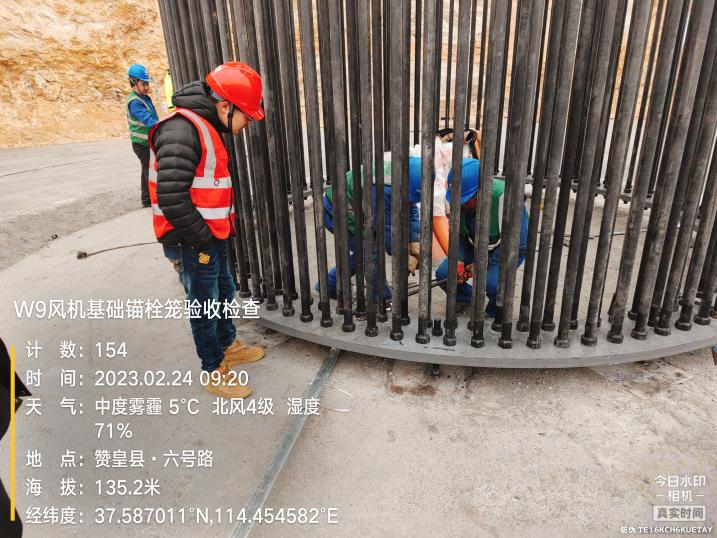 W9风机基础锚栓笼验收检查
计 数：154
时 间：2023.02.24 09:20
天 气：中度雾霾 5℃ 北风4级 湿度
71%
地 点：赞皇县·六号路
海 拔：135.2米
经纬度：37.587011°N,114.454582°E
今日水印
-相机-
真实时间
防伪 TE16KCH6KUETAY